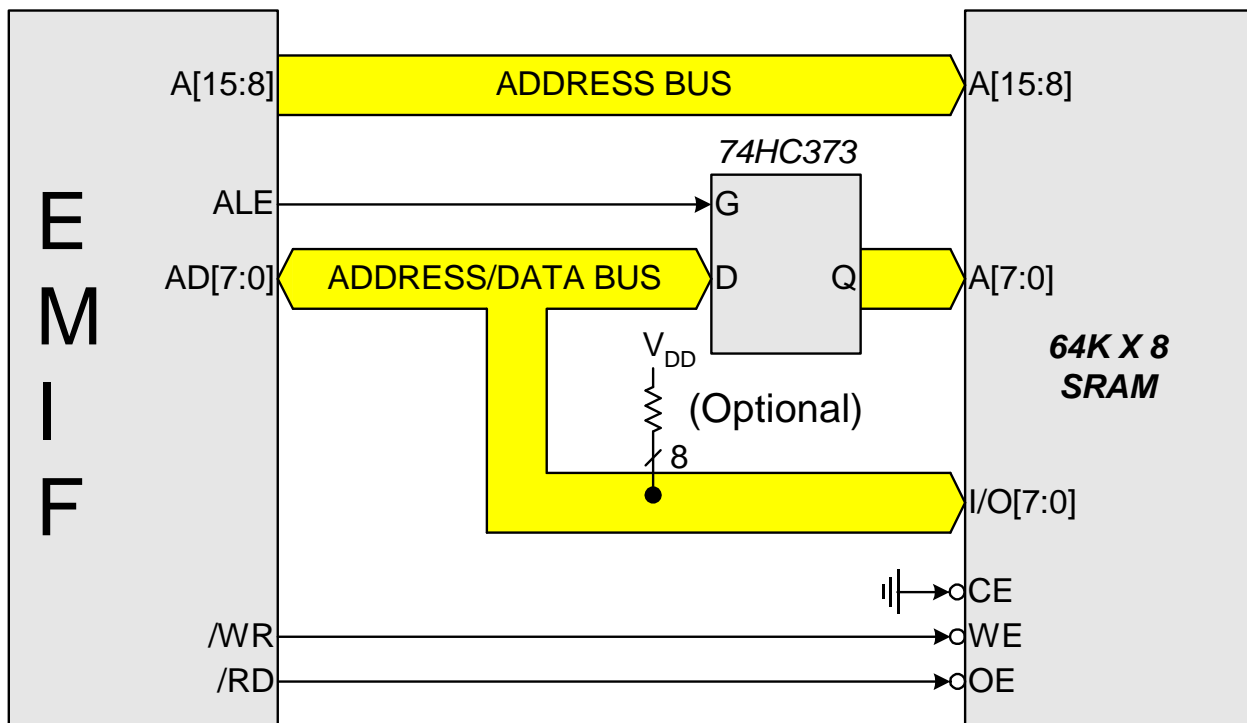 A[15:8]
ADDRESS BUS
A[15:8]
74HC373
ALE
G
AD[7:0]
ADDRESS/DATA BUS
D
Q
A[7:0]
E
M
I
F
VDD
(Optional)
8
64K X 8
SRAM
I/O[7:0]
CE
/WR
WE
/RD
OE